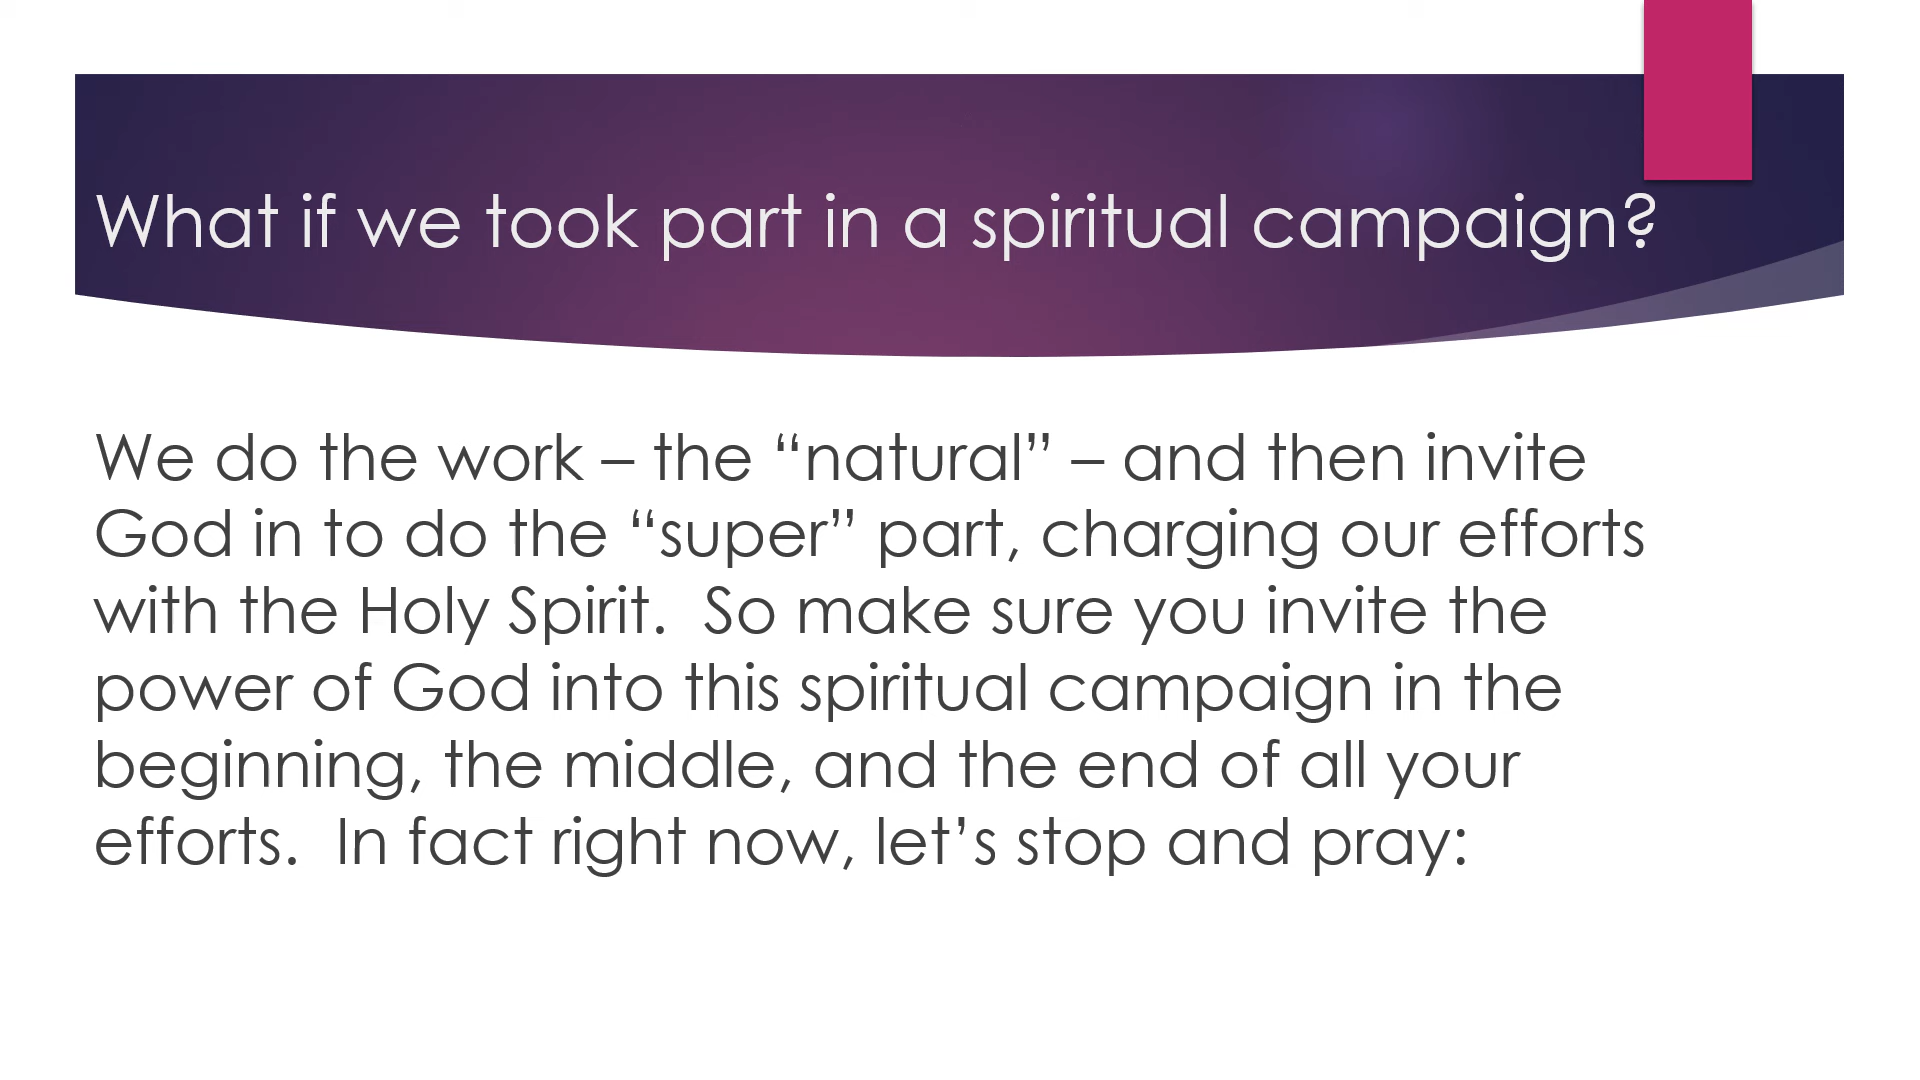 What if we took part in a spiritual campaign?
We do the work – the “natural” – and then invite
God in to do the “super” part, charging our efforts
with the Holy Spirit.  So make sure you invite the
power of God into this spiritual campaign in the
beginning, the middle, and the end of all your
efforts.  In fact right now, let’s stop and pray: